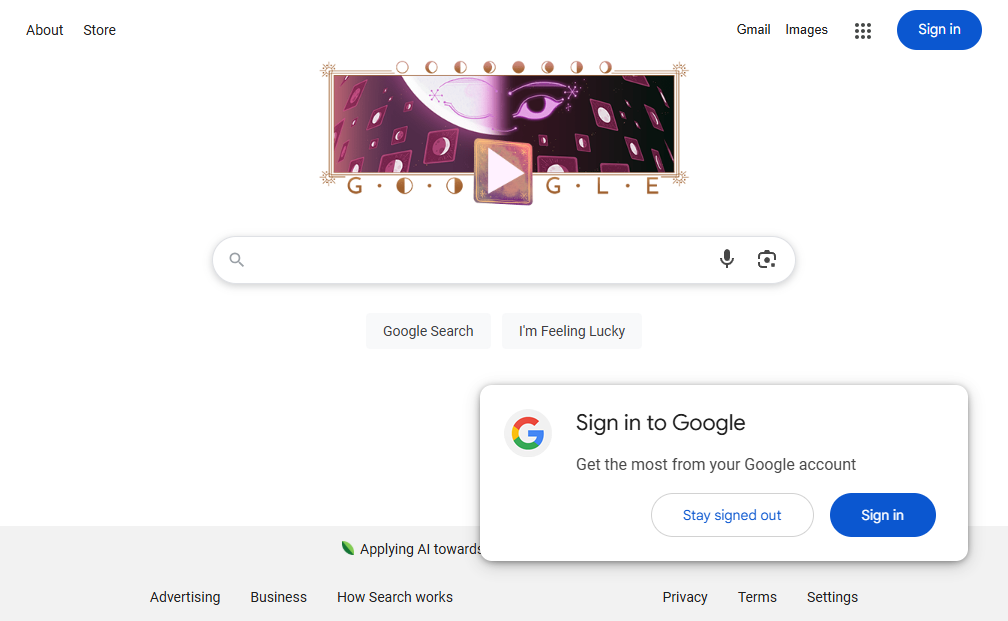 About Store
Gmail Images Sign in
G · O · O G · L · E
Google Search I'm Feeling Lucky
Sign in to Google
Get the most from your Google account
Stay signed out Sign in
Applying AI towards
Advertising Business How Search works
Privacy Terms Settings